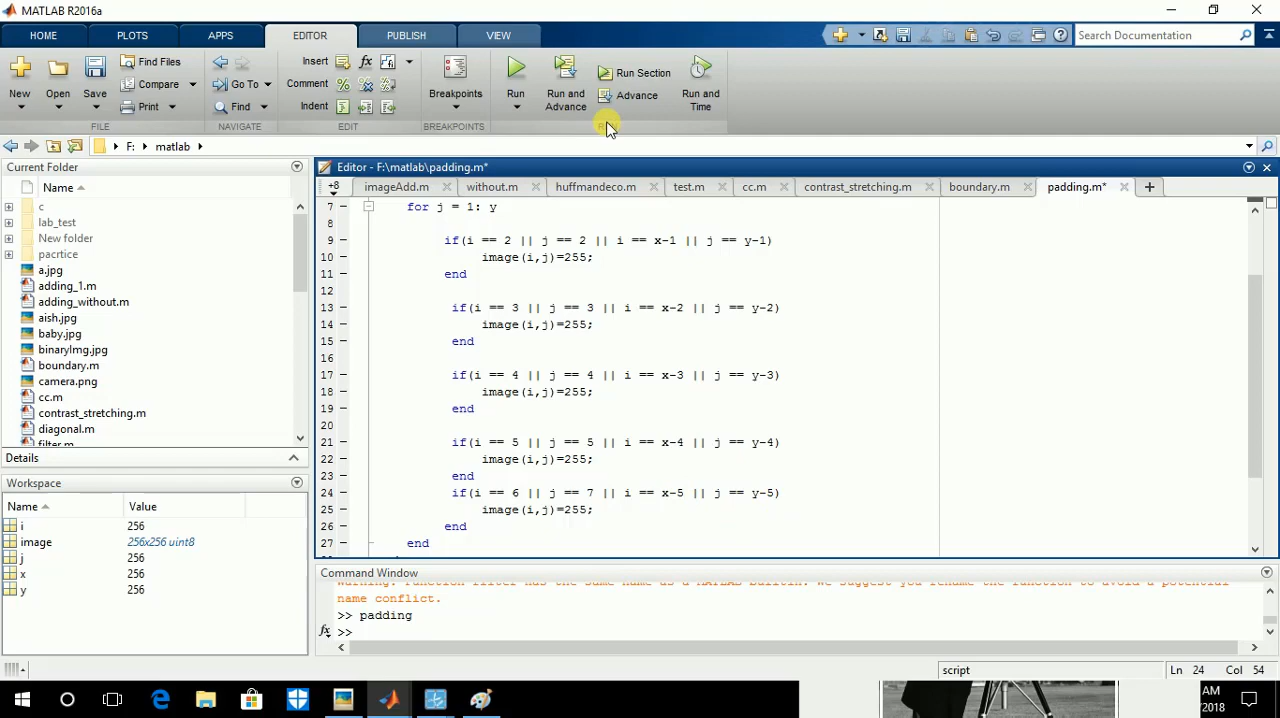 MATLAB R2016a
HOME
PLOTS
APPS
EDITOR
PUBLISH
VIEW
Search Documentation
New
Open
Save
Find Files
Compare
Print
Go To
Find
Insert
fx
Comment
Indent
Breakpoints
Run
Run and Advance
Run Section
Advance
Run and Time
FILE
NAVIGATE
EDIT
BREAKPOINTS
F:
matlab
Current Folder
Name
c
lab_test
New folder
pacrtice
a.jpg
adding_1.m
adding_without.m
aish.jpg
baby.jpg
binaryImg.jpg
boundary.m
camera.png
cc.m
contrast_stretching.m
diagonal.m
filter.m
Details
Workspace
Name Value
i 256
image 256x256 uint8
j 256
x 256
y 256
Editor - F:\matlab\padding.m*
+8 imageAdd.m without.m huffmandeco.m test.m cc.m contrast_stretching.m boundary.m padding.m*
7 for j = 1: y
8
9 if(i == 2 || j == 2 || i == x-1 || j == y-1)
10 image(i,j)=255;
11 end
12
13 if(i == 3 || j == 3 || i == x-2 || j == y-2)
14 image(i,j)=255;
15 end
16
17 if(i == 4 || j == 4 || i == x-3 || j == y-3)
18 image(i,j)=255;
19 end
20
21 if(i == 5 || j == 5 || i == x-4 || j == y-4)
22 image(i,j)=255;
23 end
24 if(i == 6 || j == 7 || i == x-5 || j == y-5)
25 image(i,j)=255;
26 end
27 end
Command Window
name conflict.
>> padding
fx >>
script
Ln 24 Col 54
AM
/2018